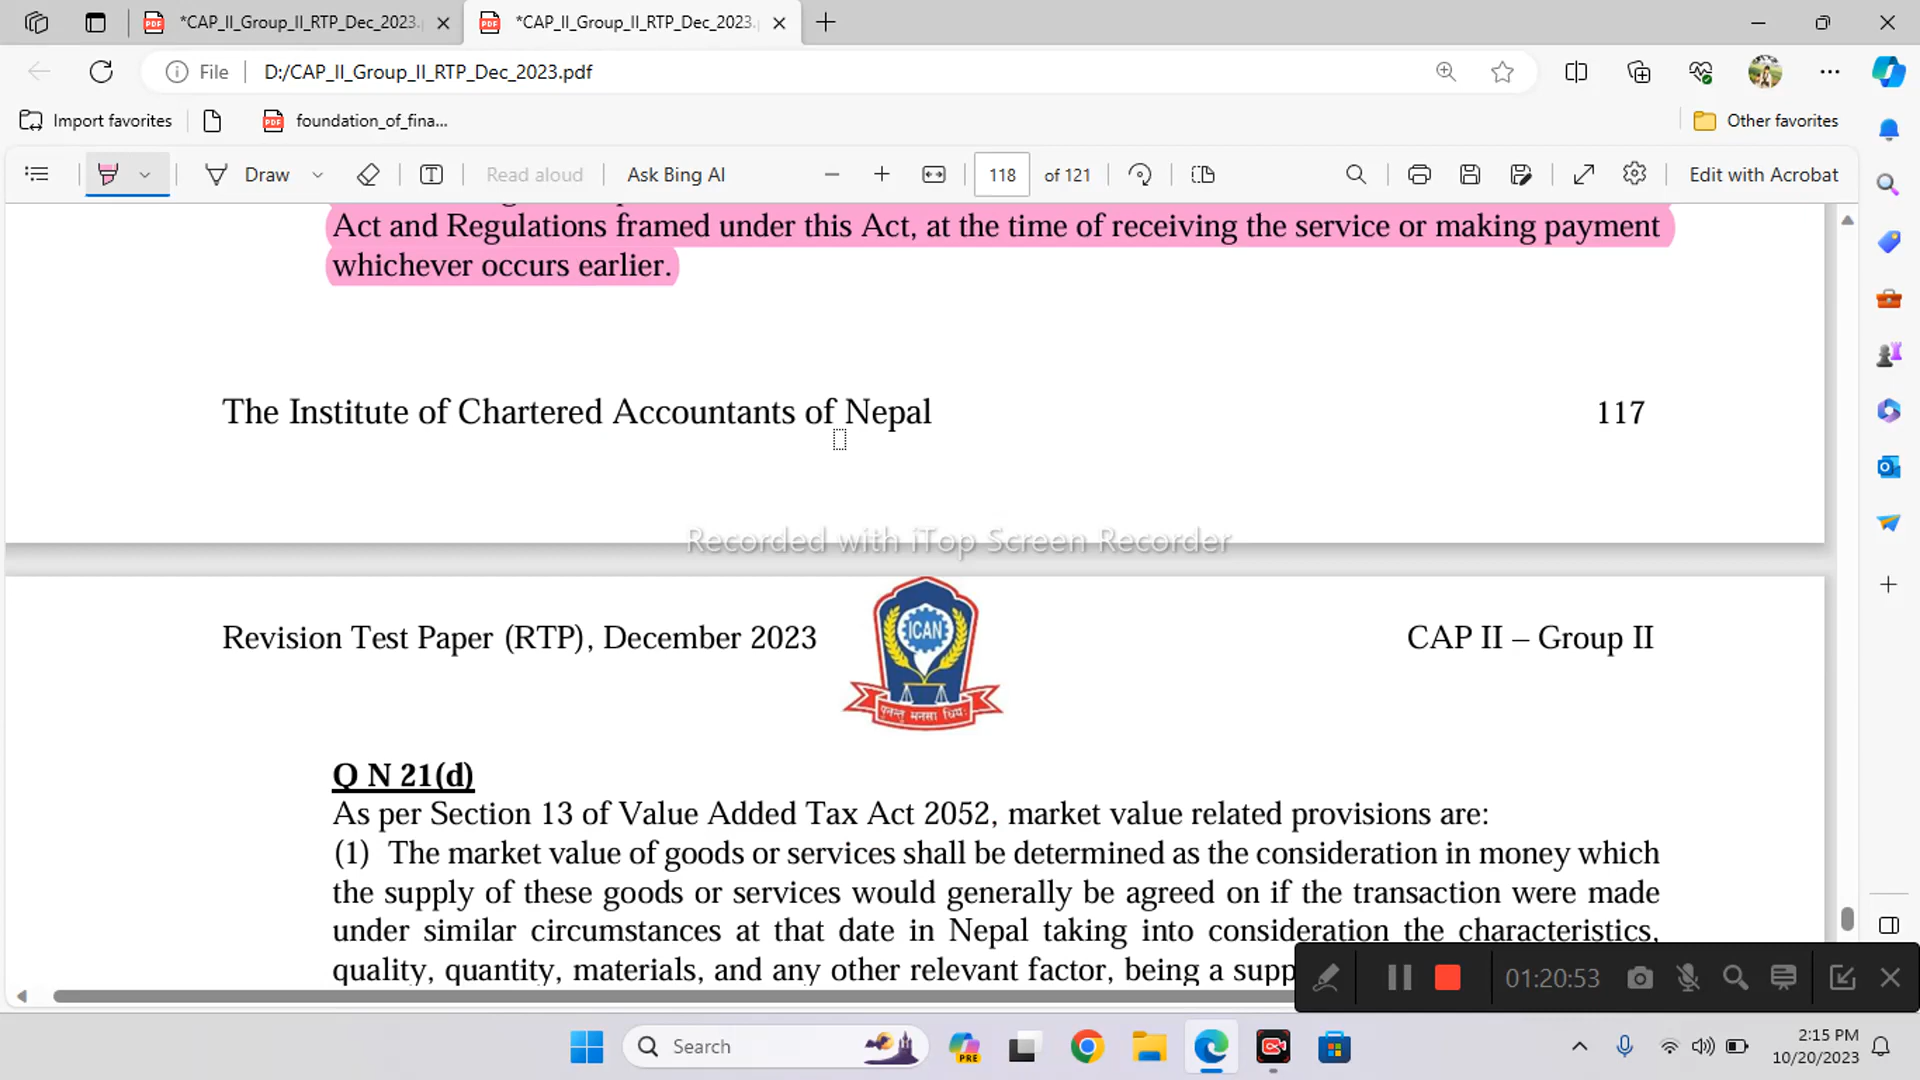 *CAP_II_Group_II_RTP_Dec_2023.
*CAP_II_Group_II_RTP_Dec_2023.
File
D:/CAP_II_Group_II_RTP_Dec_2023.pdf
Import favorites
foundation_of_fina...
Other favorites
Draw
Read aloud
Ask Bing AI
118
of 121
Edit with Acrobat
Act and Regulations framed under this Act, at the time of receiving the service or making payment
whichever occurs earlier.
The Institute of Chartered Accountants of Nepal
117
Recorded with iTop Screen Recorder
Revision Test Paper (RTP), December 2023
ICAN
पुनन्तु मनसा धियः
CAP II – Group II
Q N 21(d)
As per Section 13 of Value Added Tax Act 2052, market value related provisions are:
(1) The market value of goods or services shall be determined as the consideration in money which
the supply of these goods or services would generally be agreed on if the transaction were made
under similar circumstances at that date in Nepal taking into consideration the characteristics,
quality, quantity, materials, and any other relevant factor, being a supp
01:20:53
Search
PRE
2:15 PM
10/20/2023